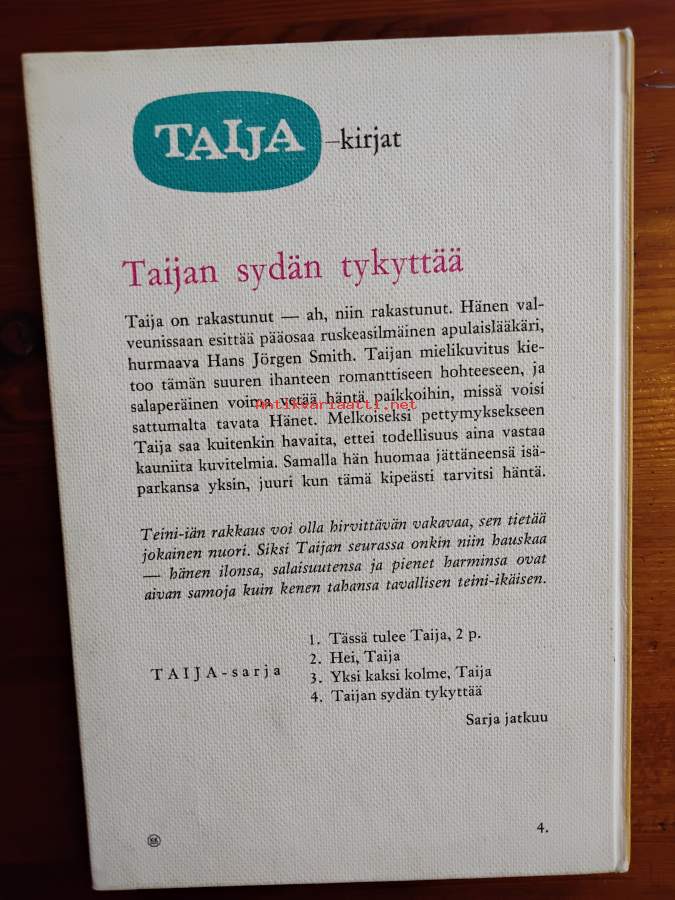 TAIJA –kirjat
Taijan sydän tykyttää
Taija on rakastunut — ah, niin rakastunut. Hänen val-
veunissaan esittää pääosaa ruskeasilmäinen apulaislääkäri,
hurmaava Hans Jörgen Smith. Taijan mielikuvitus kie-
too tämän suuren ihanteen romanttiseen hohteeseen, ja
salaperäinen voima vetää häntä paikkoihin, missä voisi
Antikvariaatti.net
sattumalta tavata Hänet. Melkoiseksi pettymyksekseen
Taija saa kuitenkin havaita, ettei todellisuus aina vastaa
kauniita kuvitelmia. Samalla hän huomaa jättäneensä isä-
parkansa yksin, juuri kun tämä kipeästi tarvitsi häntä.
Teini-iän rakkaus voi olla hirvittävän vakavaa, sen tietää
jokainen nuori. Siksi Taijan seurassa onkin niin hauskaa
— hänen ilonsa, salaisuutensa ja pienet harminsa ovat
aivan samoja kuin kenen tahansa tavallisen teini-ikäisen.
TAIJA-sarja
1. Tässä tulee Taija, 2 p.
2. Hei, Taija
3. Yksi kaksi kolme, Taija
4. Taijan sydän tykyttää
Sarja jatkuu
4.